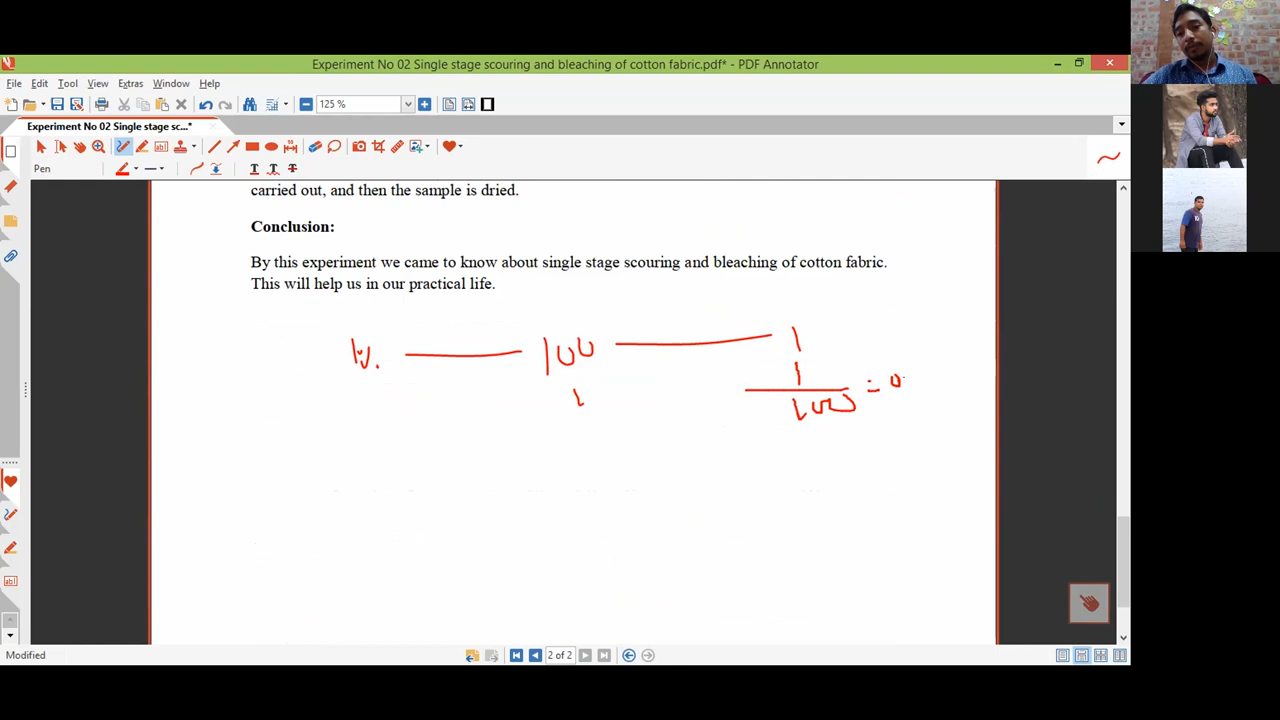 Experiment No 02 Single stage scouring and bleaching of cotton fabric.pdf* - PDF Annotator
File Edit Tool View Extras Window Help
125 %
Experiment No 02 Single stage sc...*
Pen
carried out, and then the sample is dried.
Conclusion:
By this experiment we came to know about single stage scouring and bleaching of cotton fabric.
This will help us in our practical life.
100 1
1 1
100 = 0
Modified
2 of 2